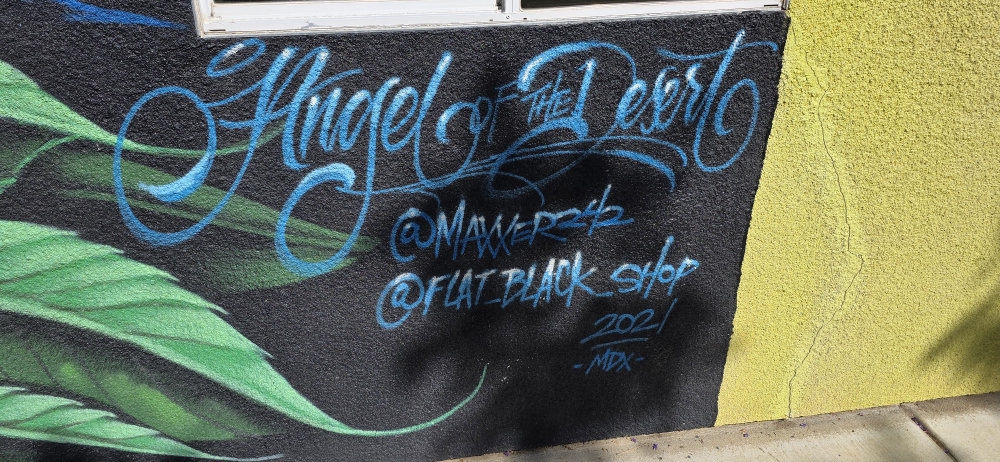 Angel OF THE Desert
@MAXXER242
@FLAT_BLACK_SHOP
2021
-MDX-